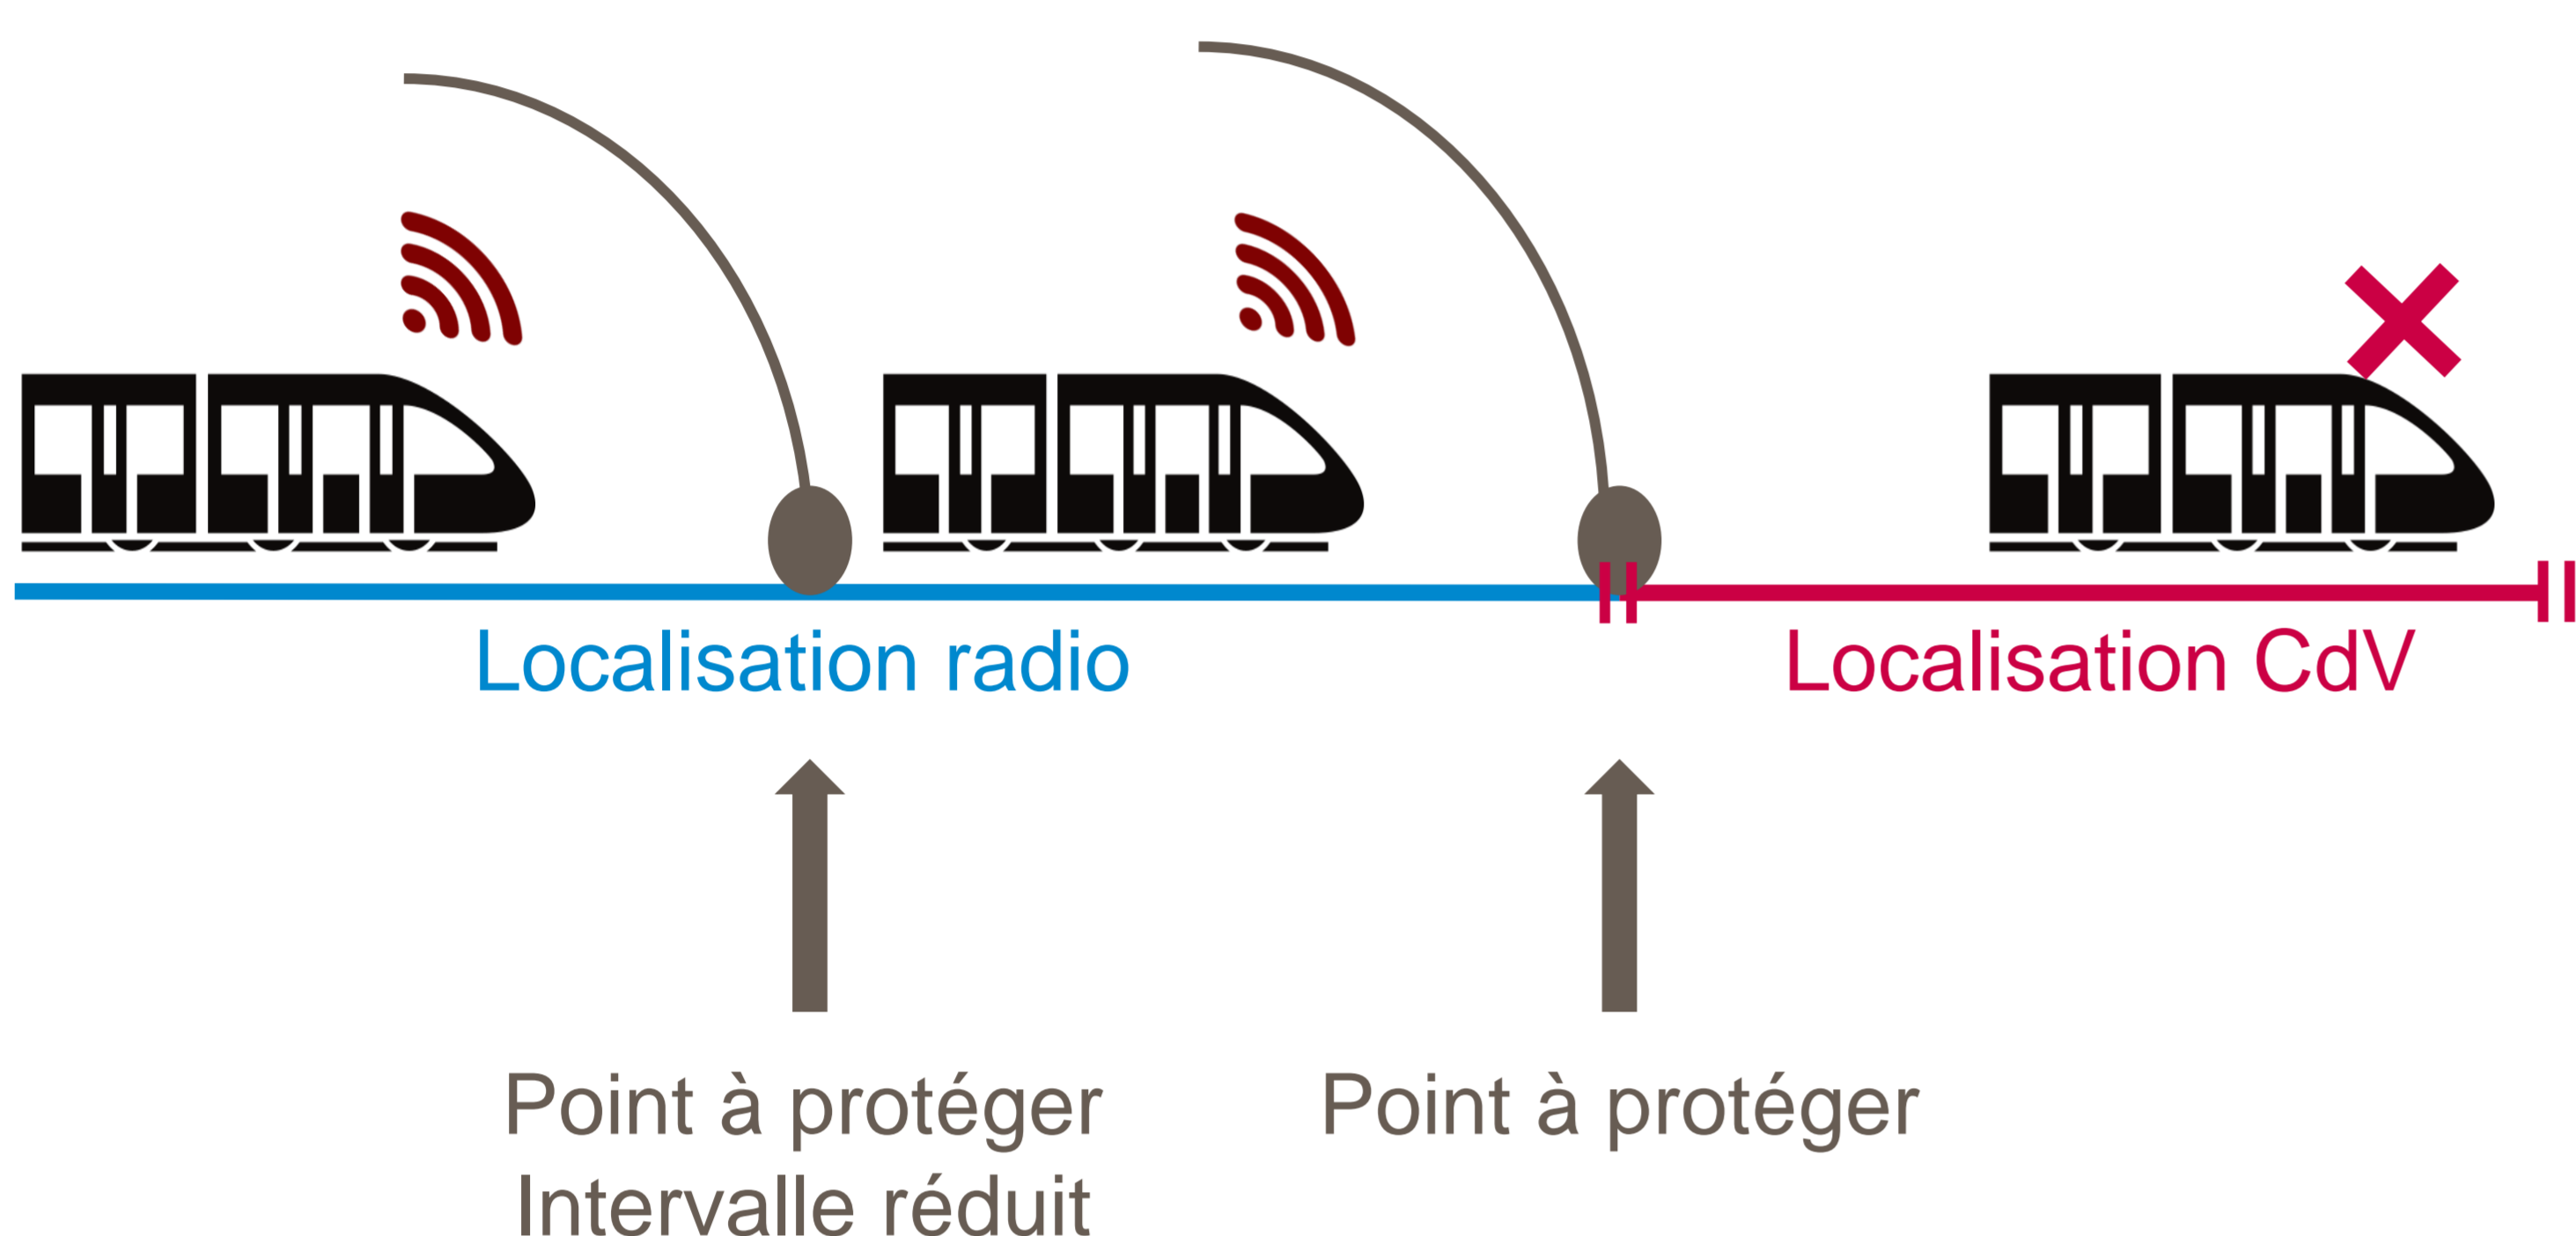 Localisation radio
Localisation CdV
Point à protéger
Intervalle réduit
Point à protéger